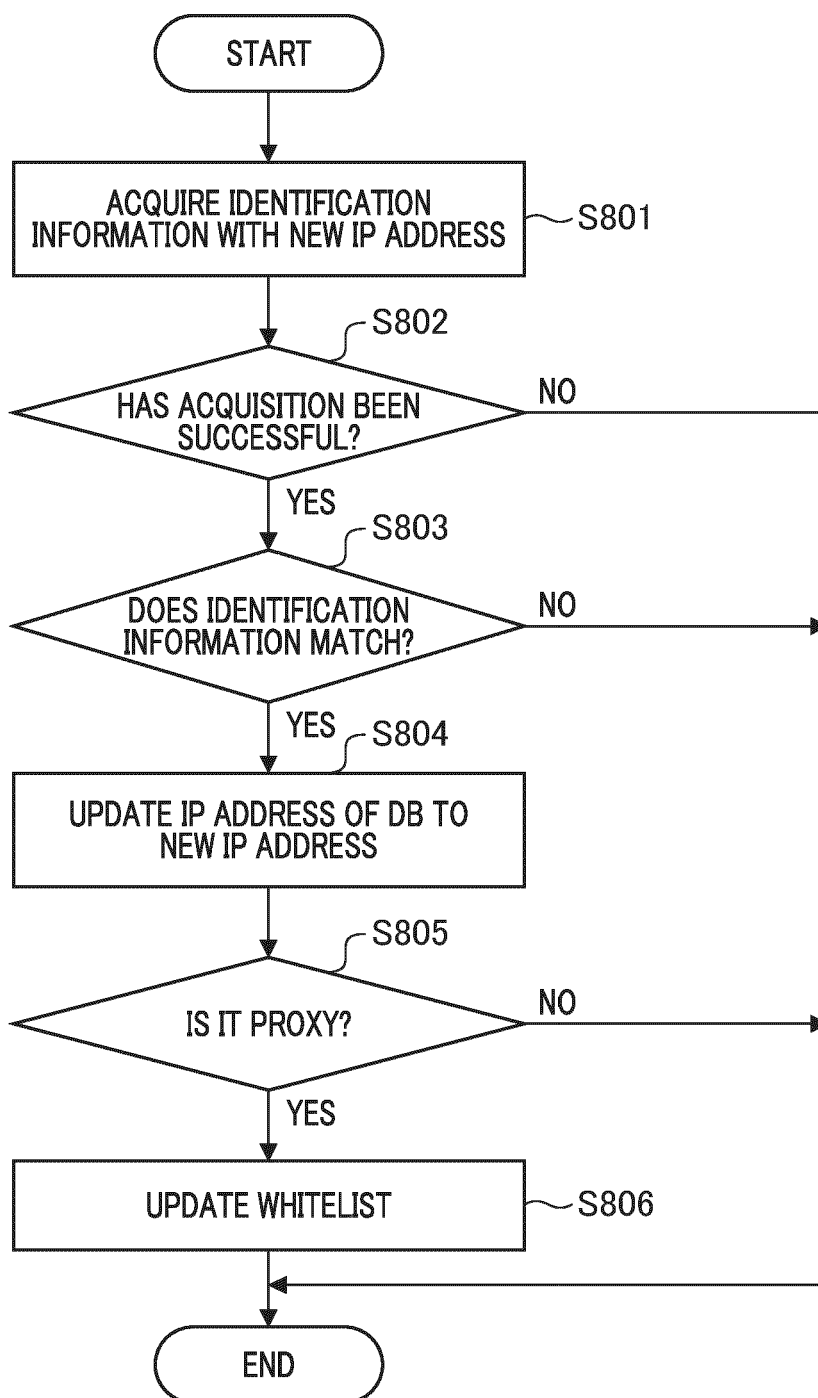 START
ACQUIRE IDENTIFICATION
INFORMATION WITH NEW IP ADDRESS
S801
S802
HAS ACQUISITION BEEN
SUCCESSFUL?
NO
YES
S803
DOES IDENTIFICATION
INFORMATION MATCH?
NO
YES
S804
UPDATE IP ADDRESS OF DB TO
NEW IP ADDRESS
S805
IS IT PROXY?
NO
YES
UPDATE WHITELIST
S806
END